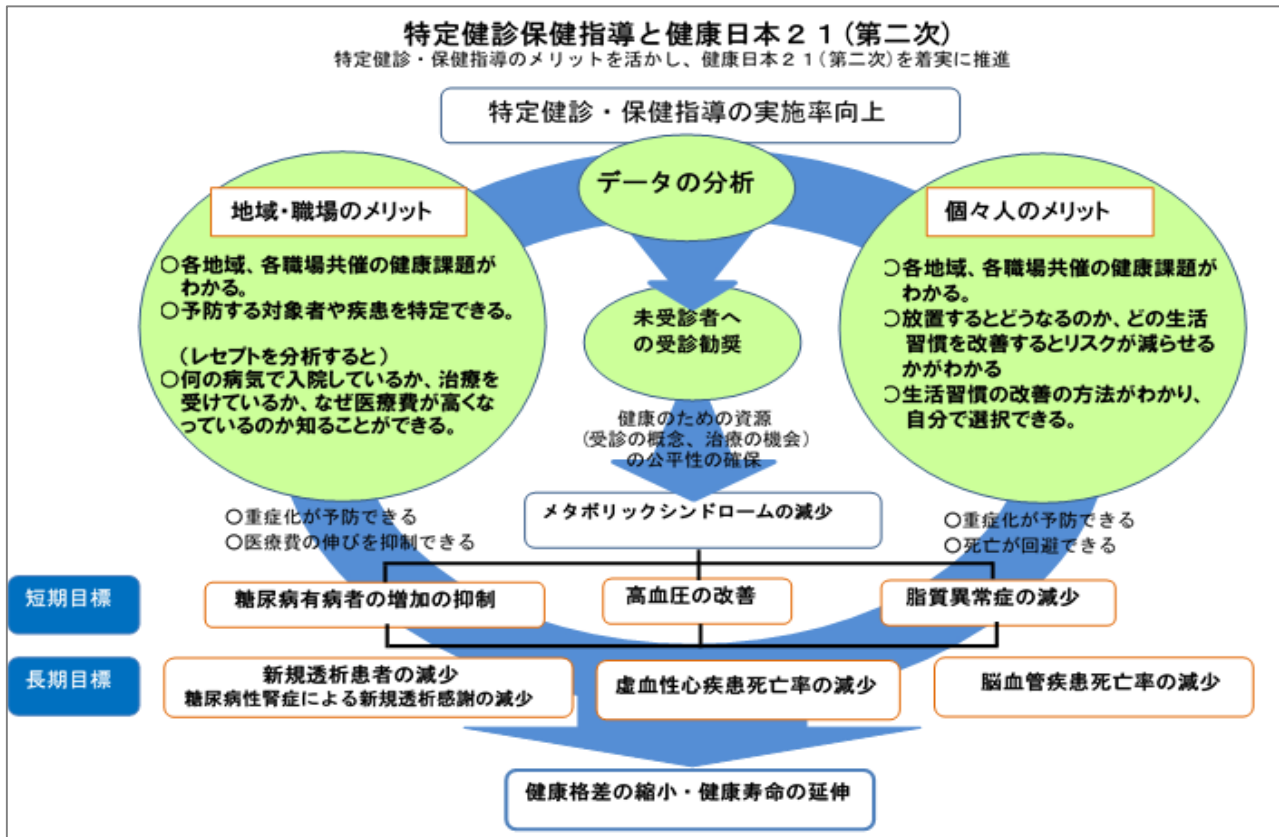 特定健診保健指導と健康日本２１(第二次)
特定健診・保健指導のメリットを活かし、健康日本２１(第二次)を着実に推進
特定健診・保健指導の実施率向上
データの分析
地域・職場のメリット
〇各地域、各職場共催の健康課題が
わかる。
〇予防する対象者や疾患を特定できる。
（レセプトを分析すると）
〇何の病気で入院しているか、治療を
受けているか、なぜ医療費が高くな
っているのか知ることができる。
未受診者へ
の受診勧奨
個々人のメリット
〇各地域、各職場共催の健康課題が
わかる。
〇放置するとどうなるのか、どの生活
習慣を改善するとリスクが減らせる
かがわかる
〇生活習慣の改善の方法がわかり、
自分で選択できる。
健康のための資源
(受診の概念、治療の機会)
の公平性の確保
〇重症化が予防できる
〇医療費の伸びを抑制できる
メタボリックシンドロームの減少
〇重症化が予防できる
〇死亡が回避できる
短期目標
糖尿病有病者の増加の抑制
高血圧の改善
脂質異常症の減少
長期目標
新規透析患者の減少
糖尿病性腎症による新規透析感謝の減少
虚血性心疾患死亡率の減少
脳血管疾患死亡率の減少
健康格差の縮小・健康寿命の延伸